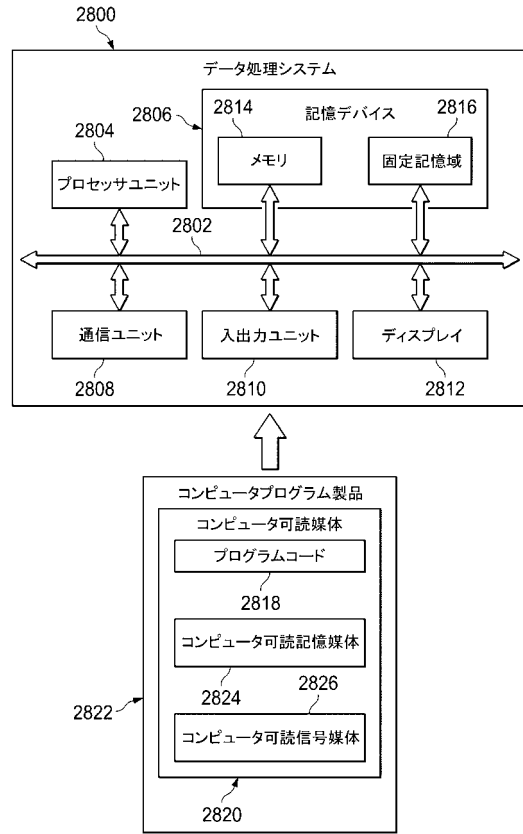 2800
データ処理システム
2806
2814
記憶デバイス
2816
2804
メモリ
固定記憶域
プロセッサユニット
2802
通信ユニット
入出力ユニット
ディスプレイ
2808
2810
2812
コンピュータプログラム製品
コンピュータ可読媒体
プログラムコード
2818
コンピュータ可読記憶媒体
2824
2826
2822
コンピュータ可読信号媒体
2820